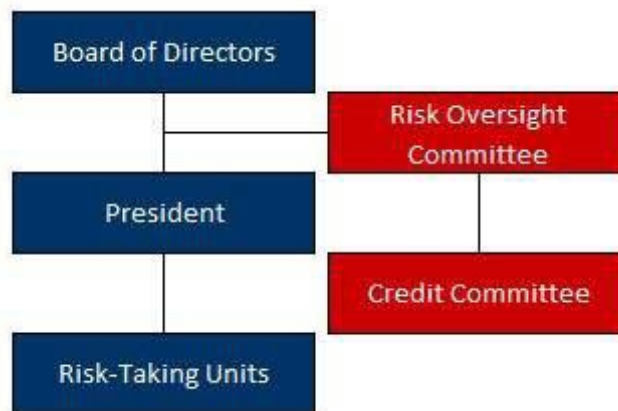 Board of Directors
Risk Oversight
Committee
President
Credit Committee
Risk-Taking Units